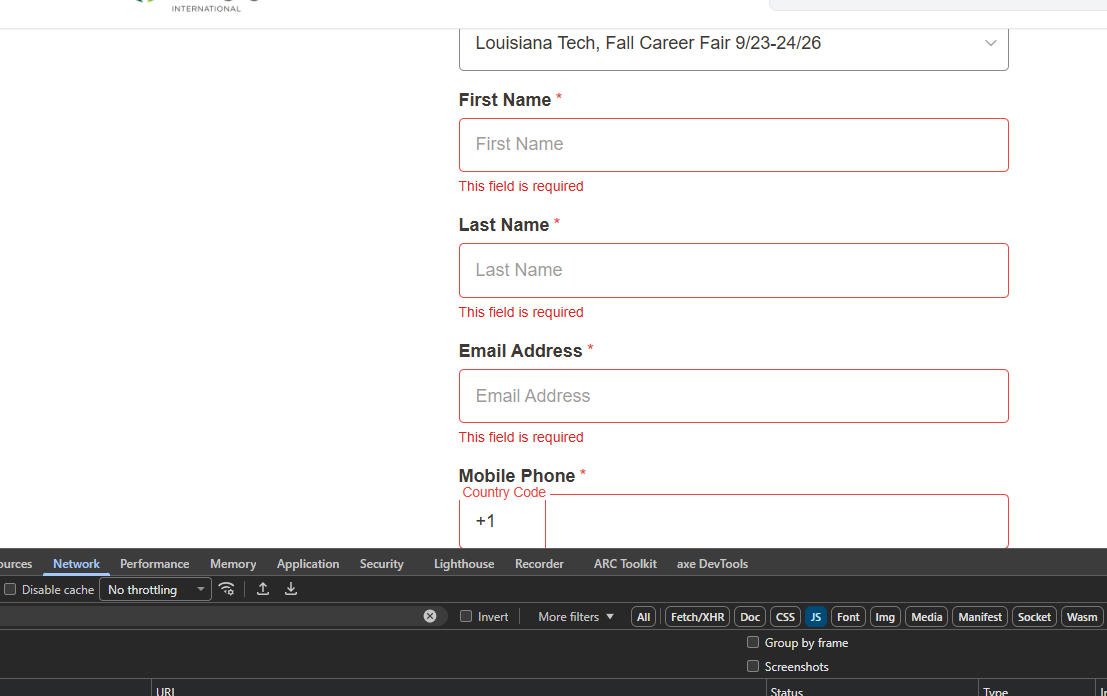 INTERNATIONAL
Louisiana Tech, Fall Career Fair 9/23-24/26
First Name *
First Name
This field is required
Last Name *
Last Name
This field is required
Email Address *
Email Address
This field is required
Mobile Phone *
Country Code
+1
ources Network Performance Memory Application Security Lighthouse Recorder ARC Toolkit axe DevTools
Disable cache No throttling
Invert More filters All Fetch/XHR Doc CSS JS Font Img Media Manifest Socket Wasm
Group by frame
Screenshots
URL Status Type